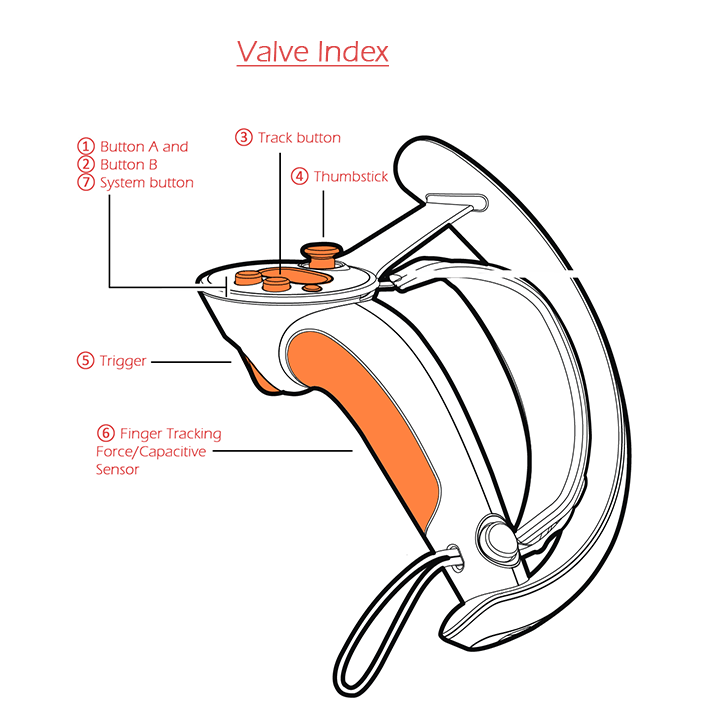 Valve Index
③ Track button
① Button A and
② Button B
⑦ System button
④ Thumbstick
⑤ Trigger
⑥ Finger Tracking
Force/Capacitive
Sensor